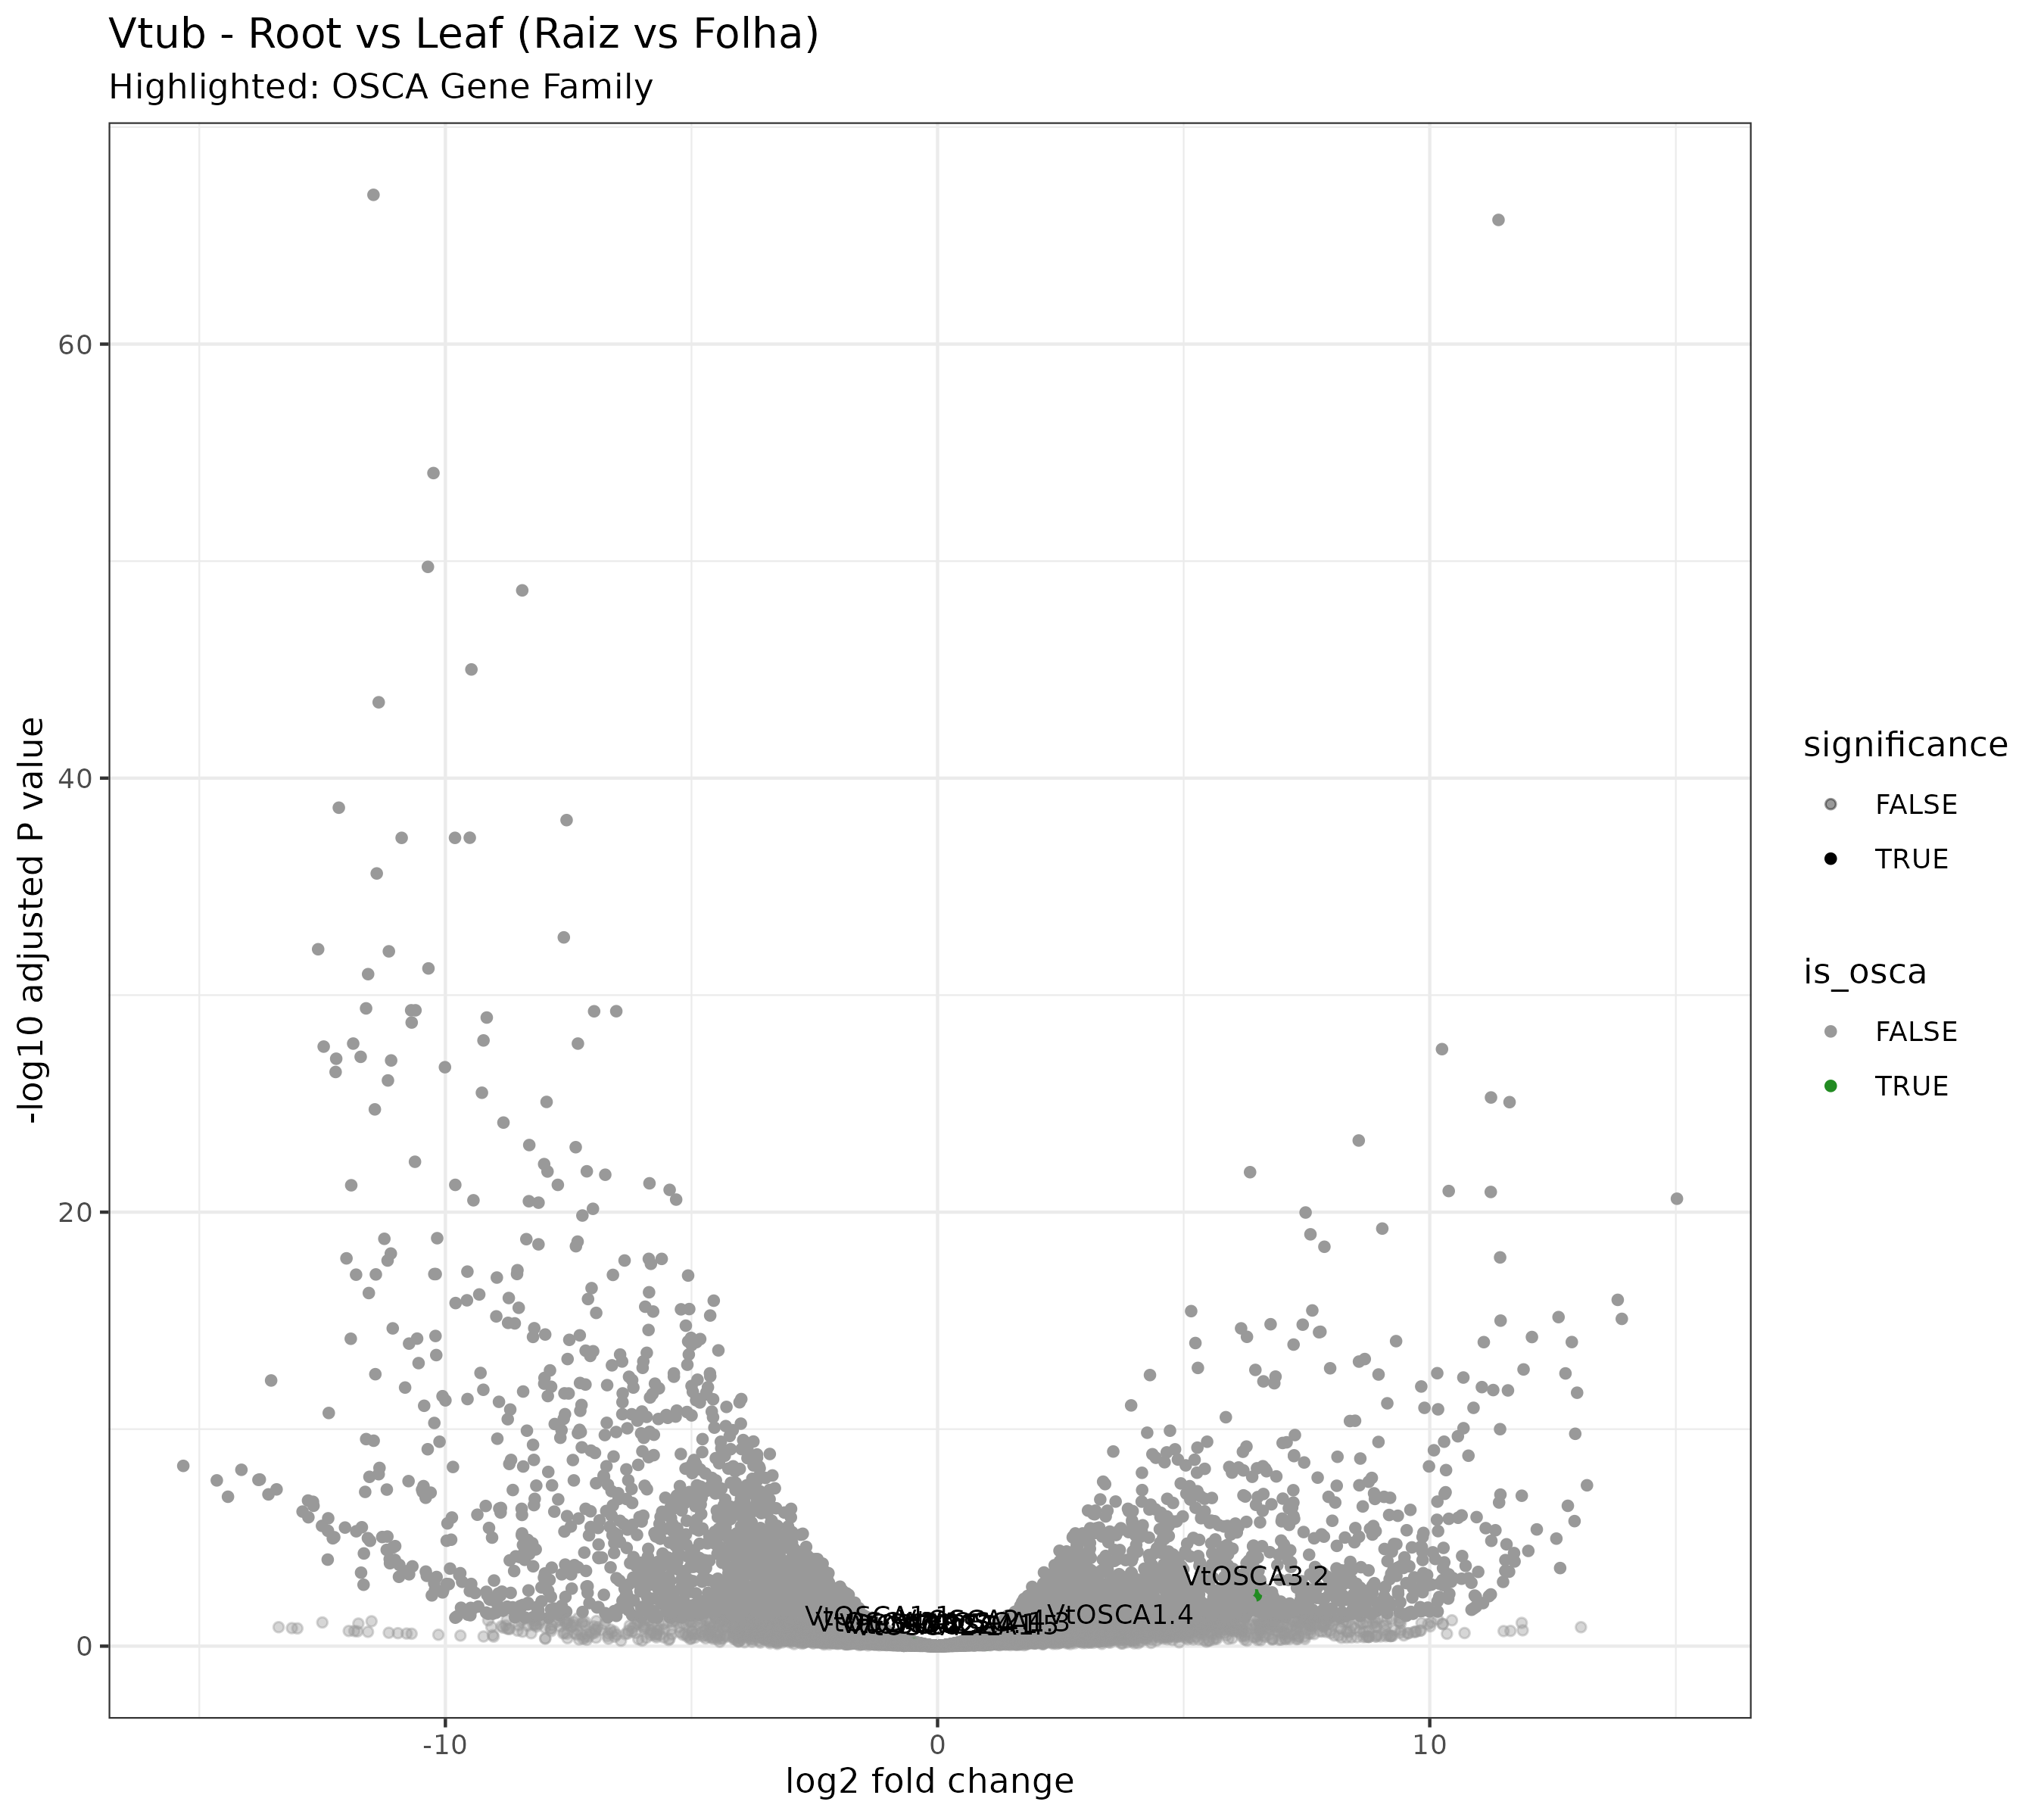 Vtub - Root vs Leaf (Raiz vs Folha)
Highlighted: OSCA Gene Family
-log10 adjusted P value
60
40
20
0
VtOSCA3.2
VtOSCA1.4
-10
0
10
log2 fold change
significance
FALSE
TRUE
is_osca
FALSE
TRUE